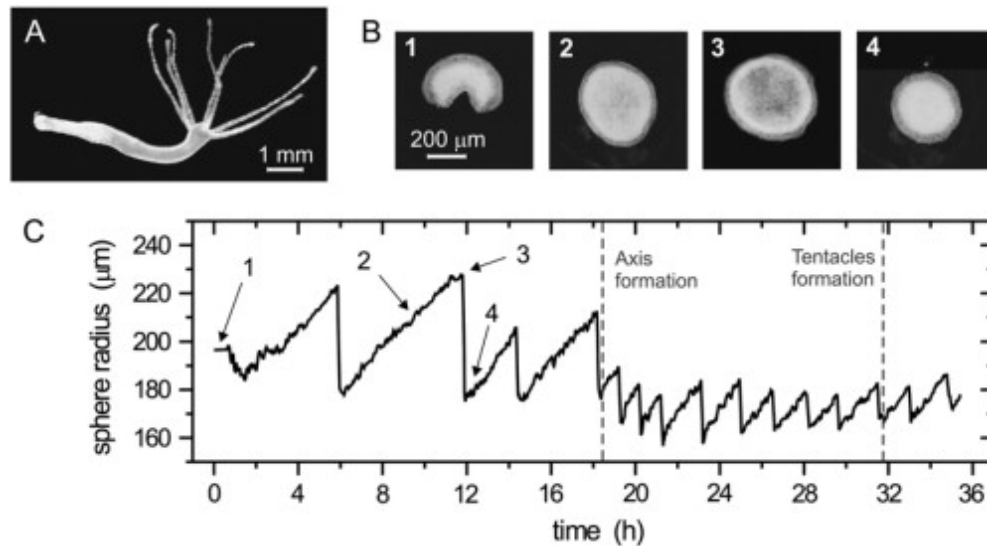 A
1 mm
B
1
200 μm
2
3
4
C
sphere radius (μm)
240
220
200
180
160
1
2
3
4
Axis
formation
Tentacles
formation
0 4 8 12 16 20 24 28 32 36
time (h)